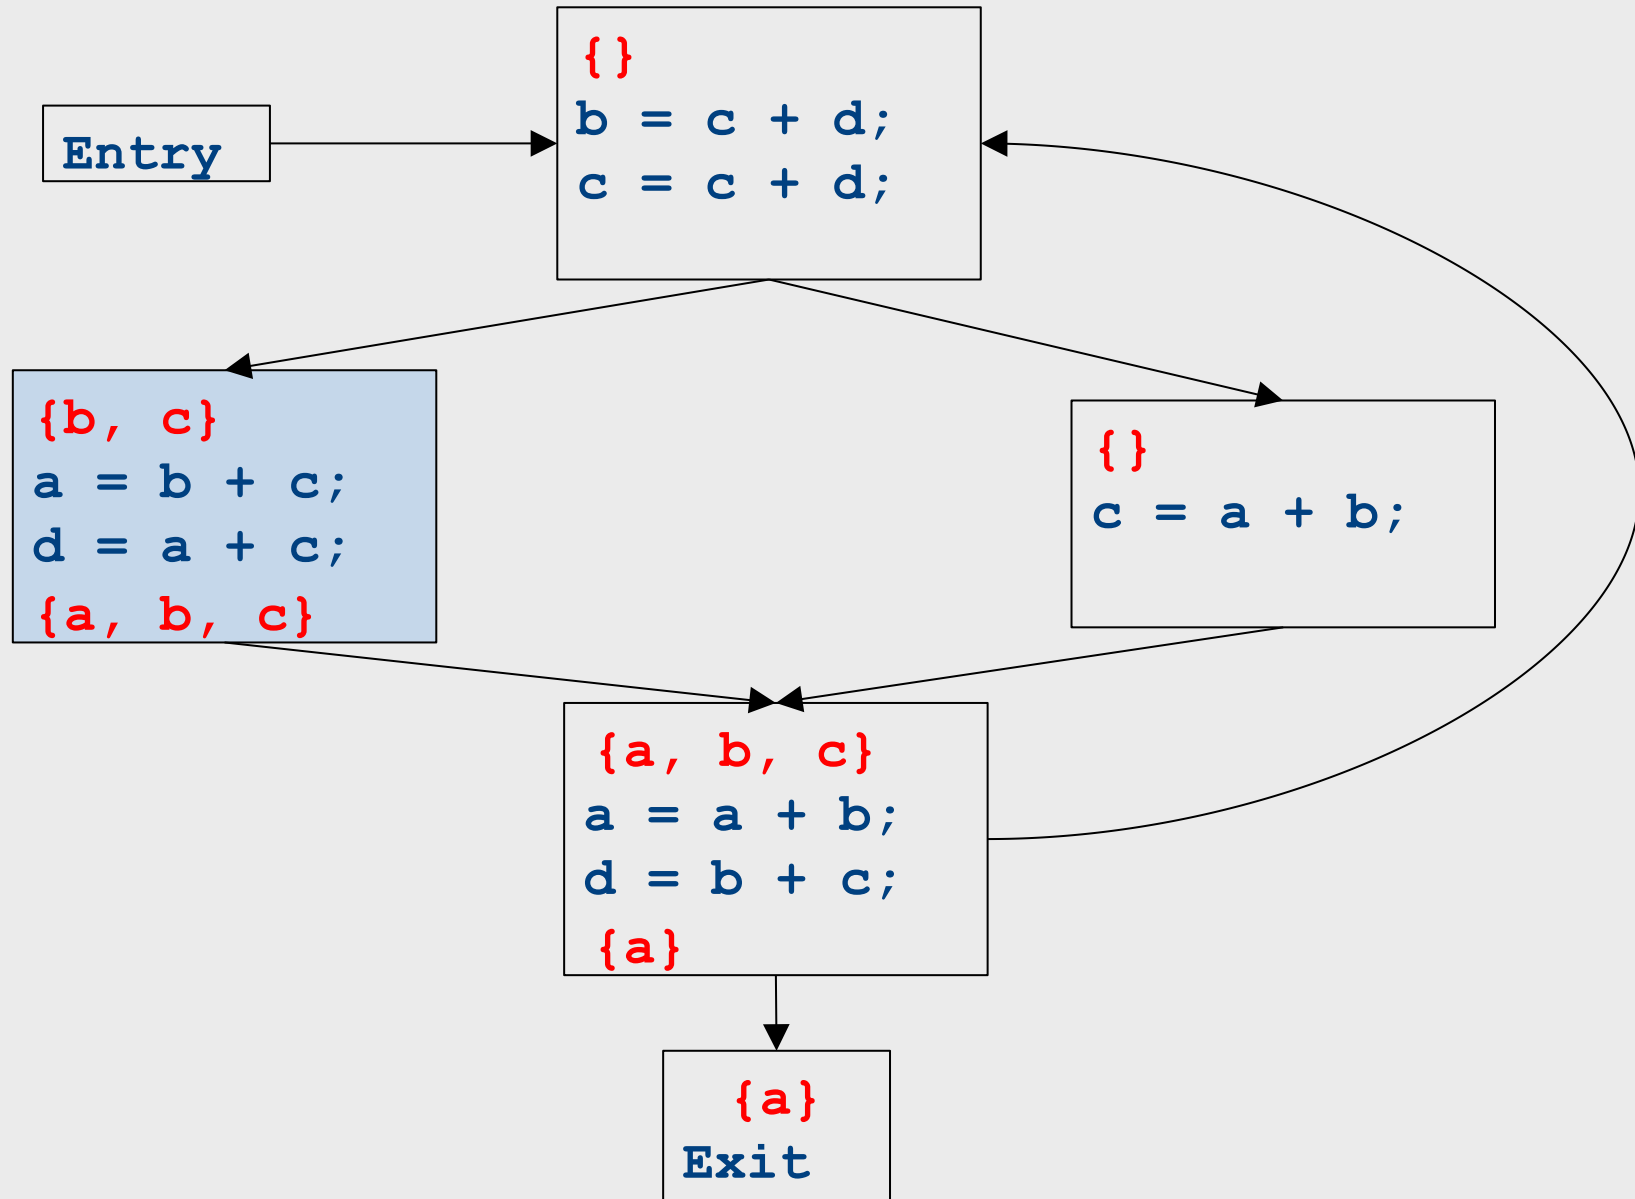 {}
b = c + d;
c = c + d;
Entry
{b, c}
a = b + c;
d = a + c;
{a, b, c}
{}
c = a + b;
{a, b, c}
a = a + b;
d = b + c;
{a}
{a}
Exit